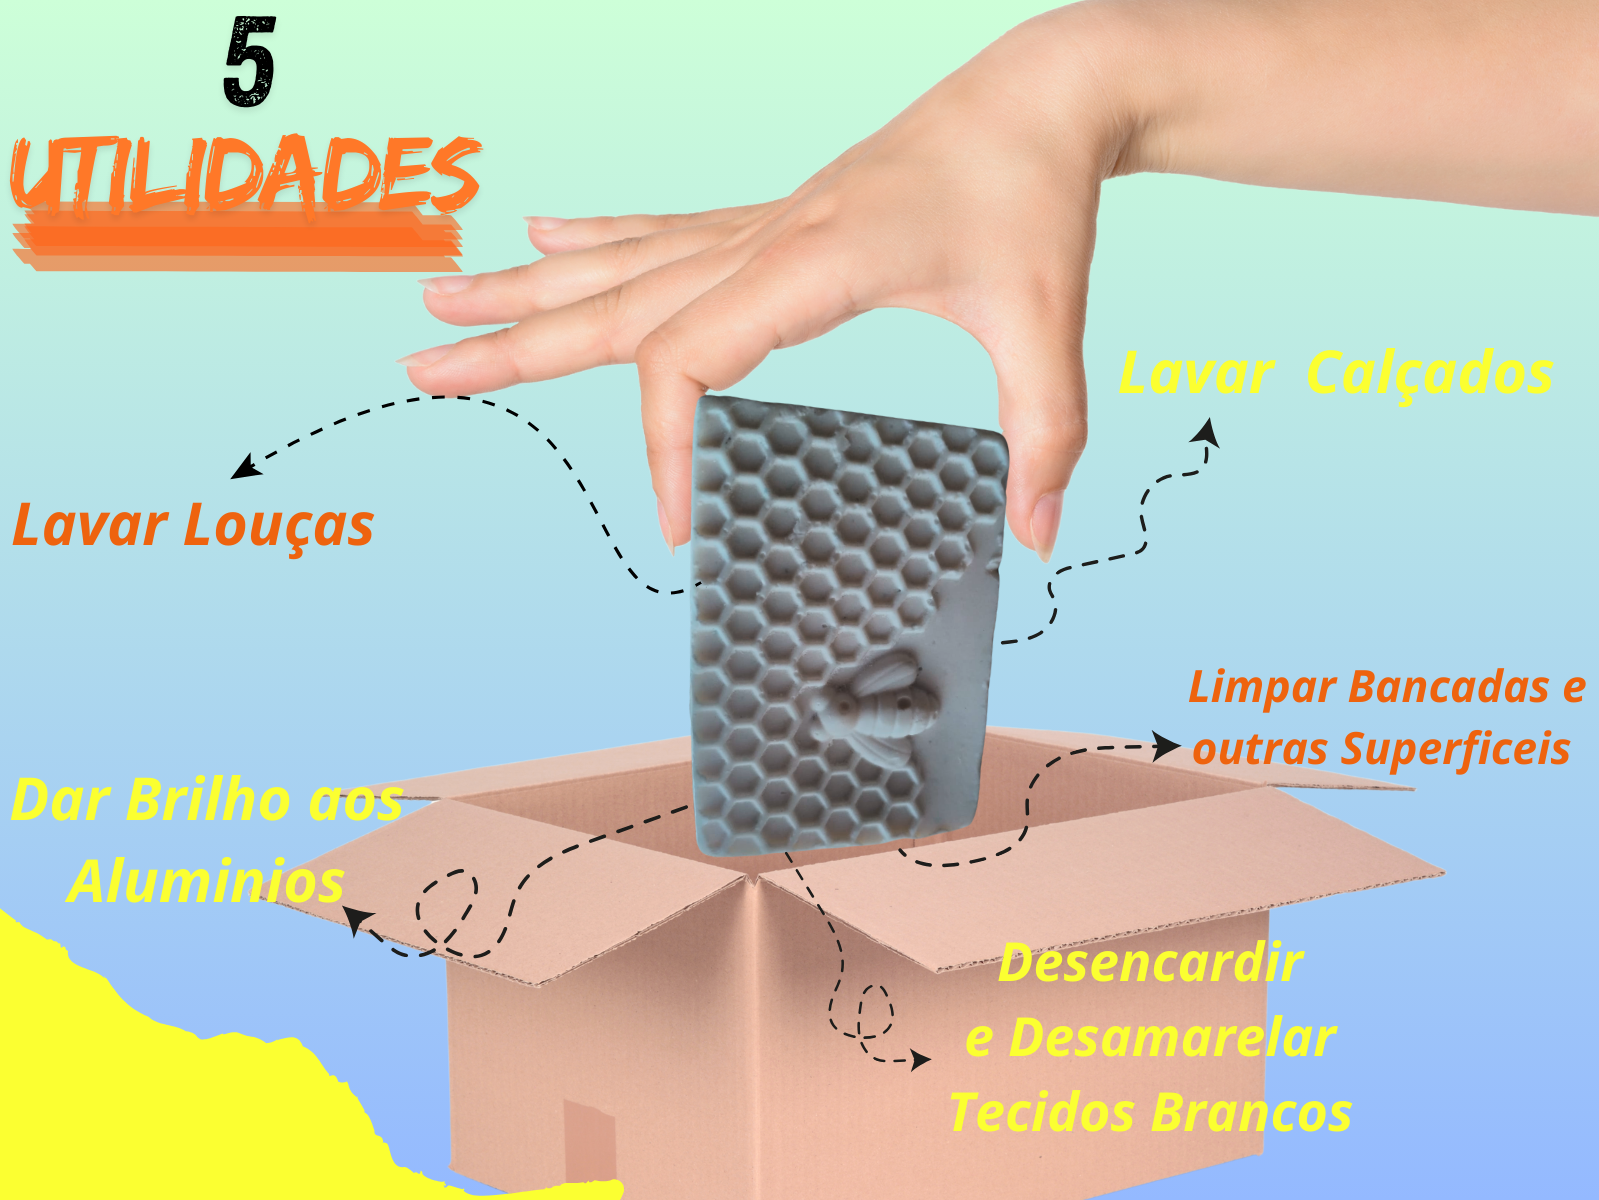 5
UTILIDADES
Lavar Calçados
Lavar Louças
Limpar Bancadas e
outras Superficeis
Dar Brilho aos
Aluminios
Desencardir
e Desamarelar
Tecidos Brancos